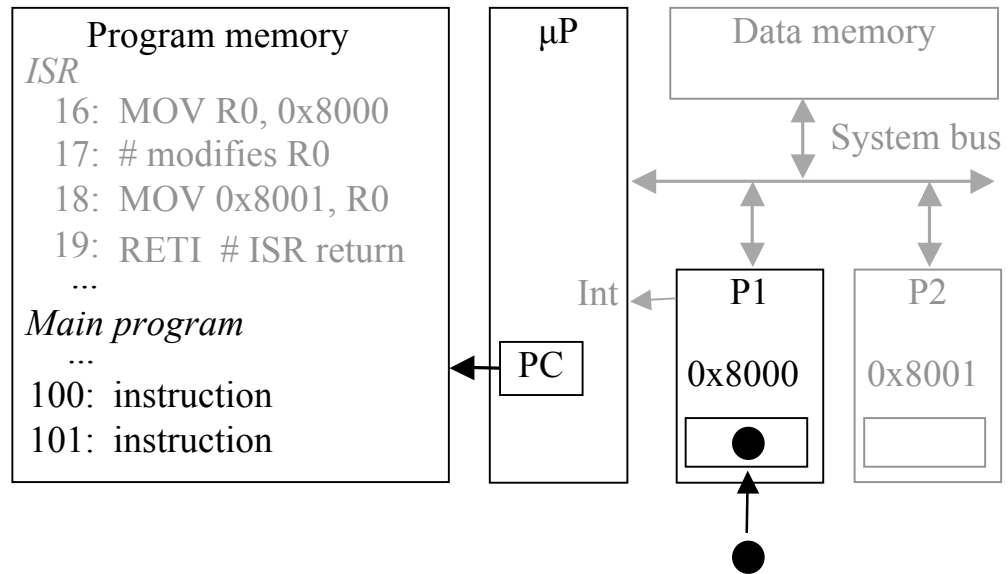 Program memory
ISR
16: MOV R0, 0x8000
17: # modifies R0
18: MOV 0x8001, R0
19: RETI # ISR return
...
Main program
...
100: instruction
101: instruction
μP
PC
Data memory
System bus
Int
P1
0x8000
P2
0x8001